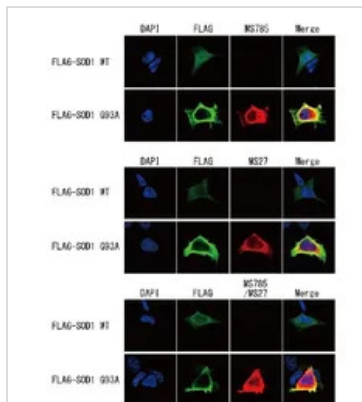 DAPI FLAG MS785 Merge
FLAG-SOD1 WT
FLAG-SOD1 G93A
DAPI FLAG MS27 Merge
FLAG-SOD1 WT
FLAG-SOD1 G93A
MS785
DAPI FLAG /MS27 Merge
FLAG-SOD1 WT
FLAG-SOD1 G93A